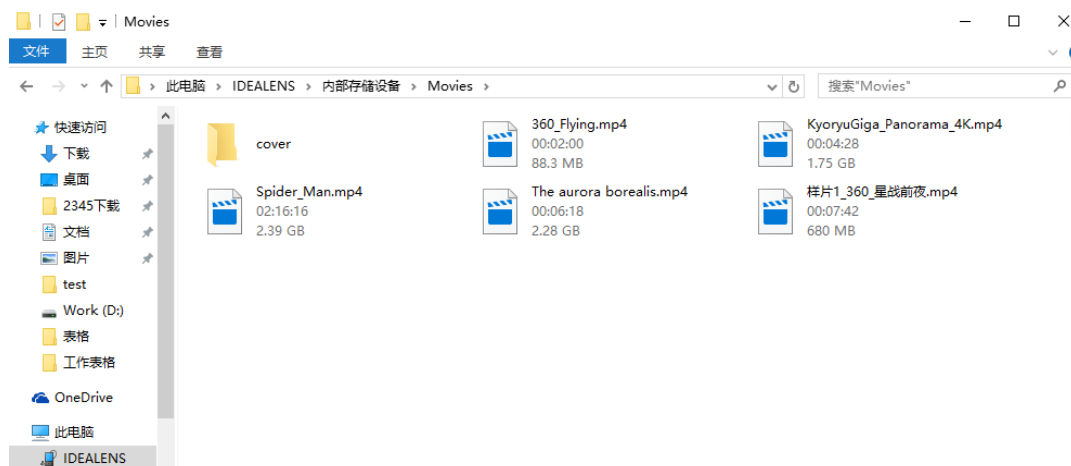 Movies
文件 主页 共享 查看
此电脑 › IDEALENS › 内部存储设备 › Movies ›
搜索"Movies"
快速访问
下载
桌面
2345下载
文档
图片
test
Work (D:)
表格
工作表格
OneDrive
此电脑
IDEALENS
cover
360_Flying.mp4
00:02:00
88.3 MB
KyoryuGiga_Panorama_4K.mp4
00:04:28
1.75 GB
Spider_Man.mp4
02:16:16
2.39 GB
The aurora borealis.mp4
00:06:18
2.28 GB
样片1_360_星战前夜.mp4
00:07:42
680 MB